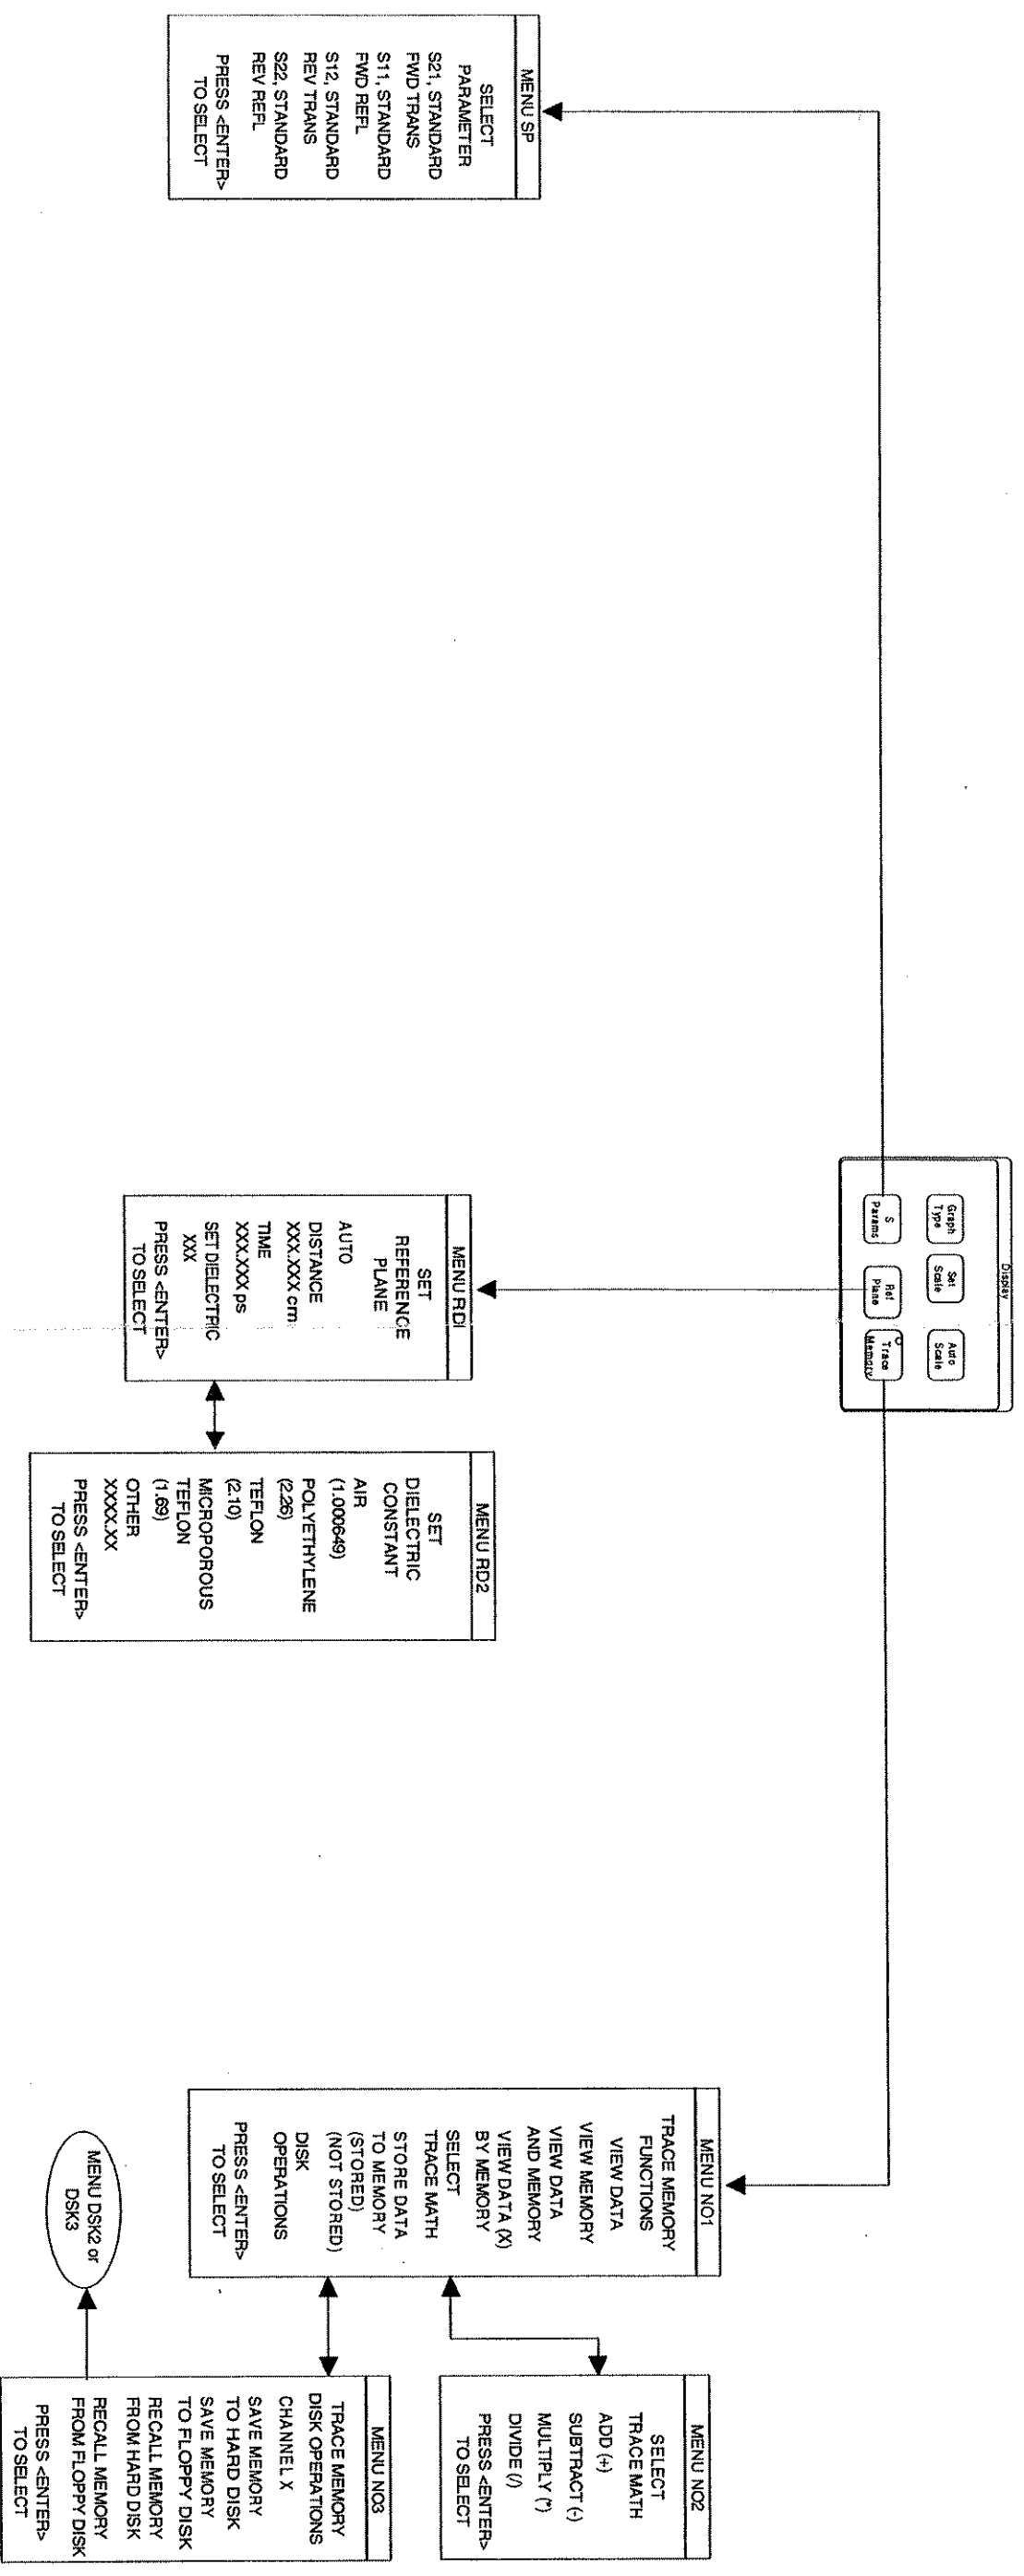 Display
Graph
Type
Set
Scale
Auto
Scale
S
Params
Ref
Plane
Trace
Memory
MENU SP
SELECT
PARAMETER
S21, STANDARD
FWD TRANS
S11, STANDARD
FWD REFL
S12, STANDARD
REV TRANS
S22, STANDARD
REV REFL
PRESS <ENTER>
TO SELECT
MENU RDI
SET
REFERENCE
PLANE
AUTO
DISTANCE
XXX.XXX cm
TIME
XXX.XXX ps
SET DIELECTRIC
XXX
PRESS <ENTER>
TO SELECT
MENU RD2
SET
DIELECTRIC
CONSTANT
AIR
(1.000649)
POLYETHYLENE
(2.26)
TEFLON
(2.10)
MICROPOROUS
TEFLON
(1.69)
OTHER
XXXX.XX
PRESS <ENTER>
TO SELECT
MENU NO1
TRACE MEMORY
FUNCTIONS
VIEW DATA
VIEW MEMORY
VIEW DATA
AND MEMORY
VIEW DATA (X)
BY MEMORY
SELECT
TRACE MATH
STORE DATA
TO MEMORY
(STORED)
(NOT STORED)
DISK
OPERATIONS
PRESS <ENTER>
TO SELECT
MENU NO2
SELECT
TRACE MATH
ADD (+)
SUBTRACT (-)
MULTIPLY (*)
DIVIDE (/)
PRESS <ENTER>
TO SELECT
MENU NO3
TRACE MEMORY
DISK OPERATIONS
CHANNEL X
SAVE MEMORY
TO HARD DISK
SAVE MEMORY
TO FLOPPY DISK
RECALL MEMORY
FROM HARD DISK
RECALL MEMORY
FROM FLOPPY DISK
PRESS <ENTER>
TO SELECT
MENU DSK2 or
DSK3